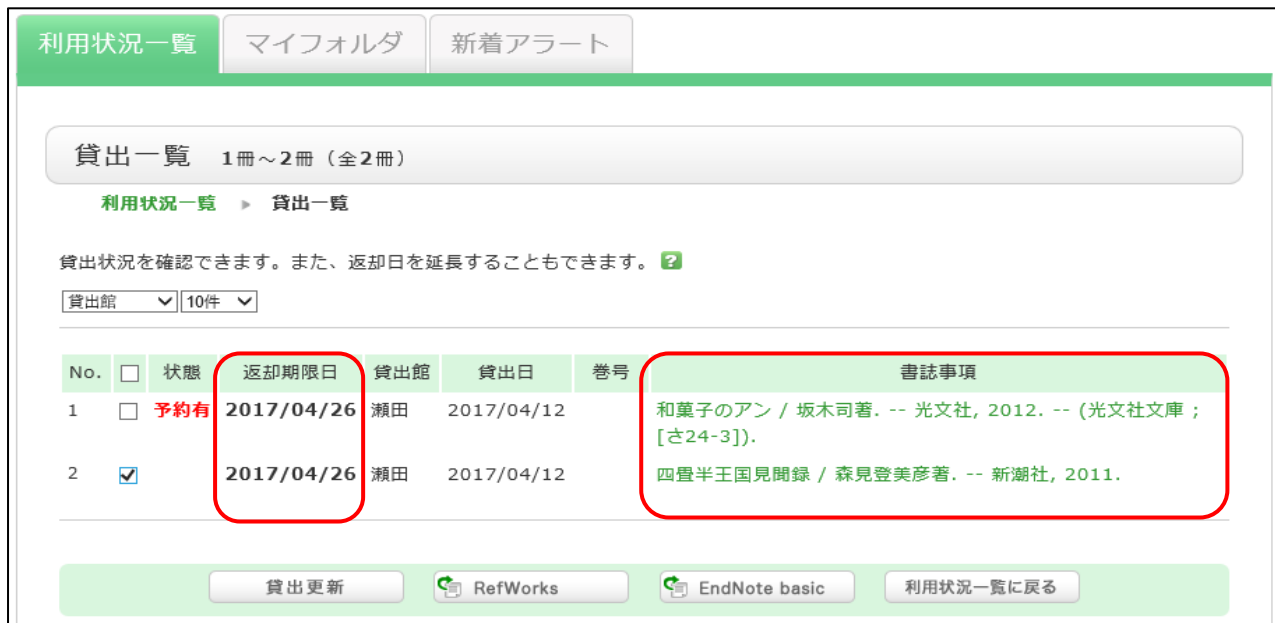 利用状況一覧 マイフォルダ 新着アラート
貸出一覧 1冊～2冊（全2冊）
利用状況一覧 ▶ 貸出一覧
貸出状況を確認できます。また、返却日を延長することもできます。 ?
貸出館 10件
No. 状態 返却期限日 貸出館 貸出日 巻号 書誌事項
1 予約有 2017/04/26 瀬田 2017/04/12 和菓子のアン / 坂木司著. -- 光文社, 2012. -- (光文社文庫 ;
[さ24-3]).
2 2017/04/26 瀬田 2017/04/12 四畳半王国見聞録 / 森見登美彦著. -- 新潮社, 2011.
貸出更新 RefWorks EndNote basic 利用状況一覧に戻る